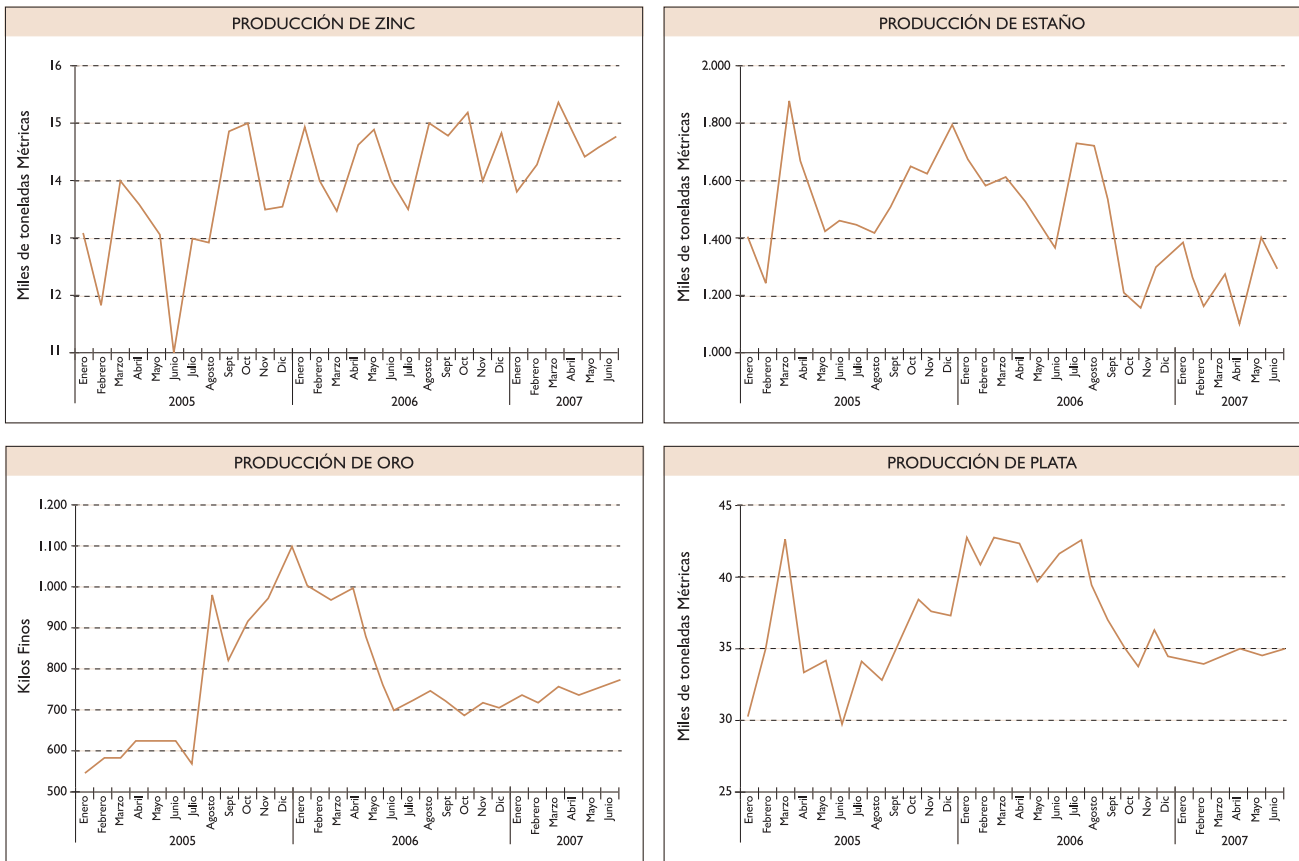 PRODUCCIÓN DE ZINC
Miles de toneladas Métricas
16
15
14
13
12
11
Enero Febrero Marzo Abril Mayo Junio Julio Agosto Sept Oct Nov Dic Enero Febrero Marzo Abril Mayo Junio Julio Agosto Sept Oct Nov Dic Enero Febrero Marzo Abril Mayo Junio
2005 2006 2007
PRODUCCIÓN DE ESTAÑO
Miles de toneladas Métricas
2.000
1.800
1.600
1.400
1.200
1.000
Enero Febrero Marzo Abril Mayo Junio Julio Agosto Sept Oct Nov Dic Enero Febrero Marzo Abril Mayo Junio Julio Agosto Sept Oct Nov Dic Enero Febrero Marzo Abril Mayo Junio
2005 2006 2007
PRODUCCIÓN DE ORO
Kilos Finos
1.200
1.100
1.000
900
800
700
600
500
Enero Febrero Marzo Abril Mayo Junio Julio Agosto Sept Oct Nov Dic Enero Febrero Marzo Abril Mayo Junio Julio Agosto Sept Oct Nov Dic Enero Febrero Marzo Abril Mayo Junio
2005 2006 2007
PRODUCCIÓN DE PLATA
Miles de toneladas Métricas
45
40
35
30
25
Enero Febrero Marzo Abril Mayo Junio Julio Agosto Sept Oct Nov Dic Enero Febrero Marzo Abril Mayo Junio Julio Agosto Sept Oct Nov Dic Enero Febrero Marzo Abril Mayo Junio
2005 2006 2007